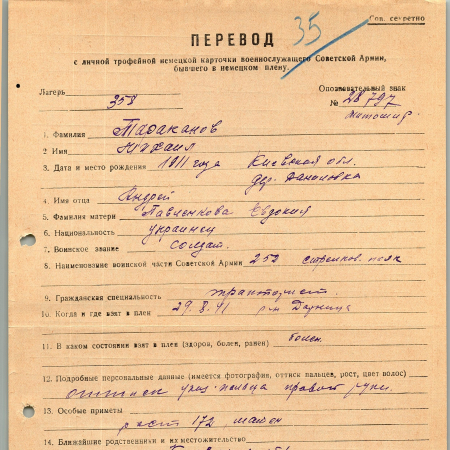 35
Сов. секретно
ПЕРЕВОД
с личной трофейной немецкой карточки военнослужащего Советской Армии,
бывшего в немецком плену.
Лагерь 358
Опознавательный знак
№ 28797
1. Фамилия Тараканов
2. Имя Михаил
3. Дата и место рождения 1911 года Киевская обл.
дер.
4. Имя отца Андрей
5. Фамилия матери Павленкова Евдокия
6. Национальность украинец
7. Воинское звание солдат.
8. Наименование воинской части Советской Армии 252 стрелков. полк
9. Гражданская специальность тракторист.
10. Когда и где взят в плен 29.8.41 р-н
11. В каком состоянии взят в плен (здоров, болен, ранен) болен.
12. Подробные персональные данные (имеется фотография, оттиск пальцев, рост, цвет волос)
оттиск указ. пальца правой руки.
13. Особые приметы
рост 172,
14. Ближайшие родственники и их местожительство